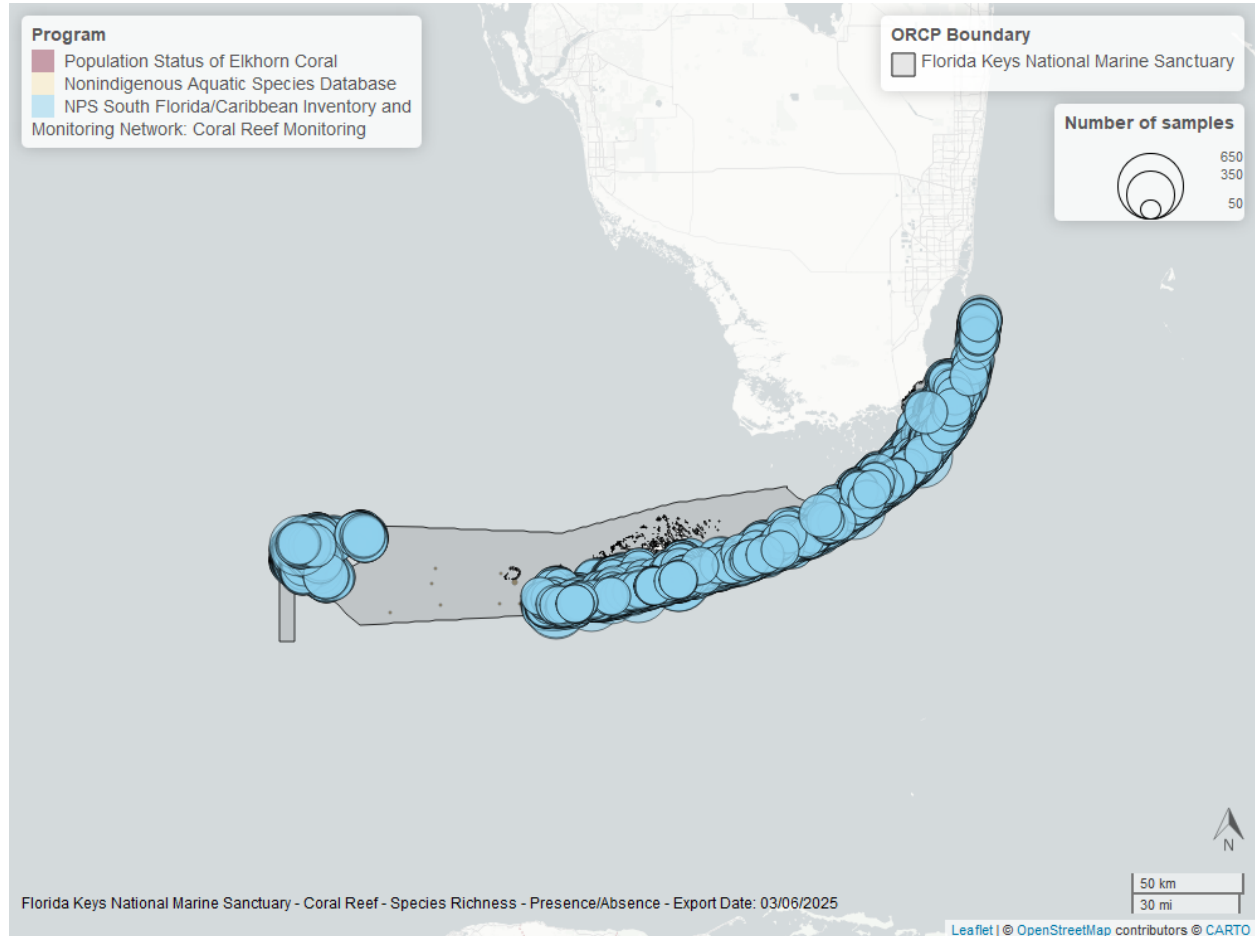 Program
Population Status of Elkhorn Coral
Nonindigenous Aquatic Species Database
NPS South Florida/Caribbean Inventory and
Monitoring Network: Coral Reef Monitoring
ORCP Boundary
Florida Keys National Marine Sanctuary
Number of samples
650
350
50
N
50 km
30 mi
Florida Keys National Marine Sanctuary - Coral Reef - Species Richness - Presence/Absence - Export Date: 03/06/2025
Leaflet | © OpenStreetMap contributors © CARTO